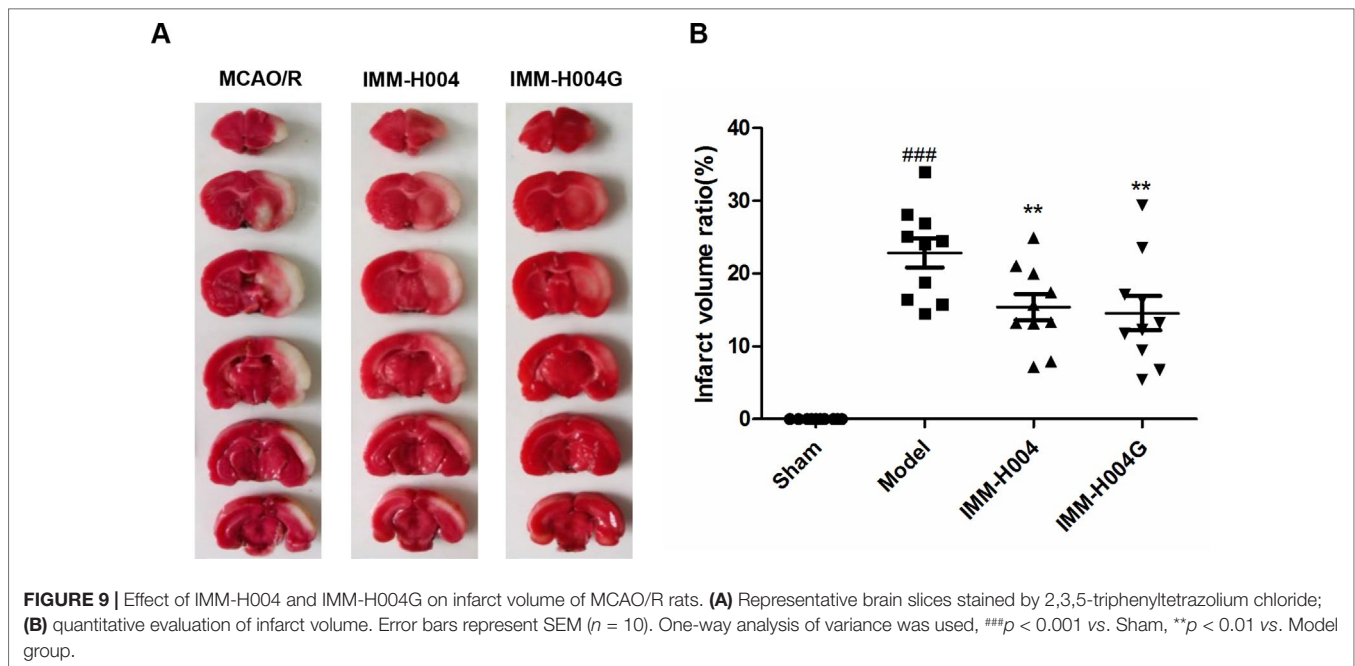 A
MCAO/R IMM-H004 IMM-H004G
B
40
30
20
10
0
Infarct volume ratio(%)
###
**
**
Sham Model IMM-H004 IMM-H004G
FIGURE 9 | Effect of IMM-H004 and IMM-H004G on infarct volume of MCAO/R rats. (A) Representative brain slices stained by 2,3,5-triphenyltetrazolium chloride;
(B) quantitative evaluation of infarct volume. Error bars represent SEM (n = 10). One-way analysis of variance was used, ###p < 0.001 vs. Sham, **p < 0.01 vs. Model
group.